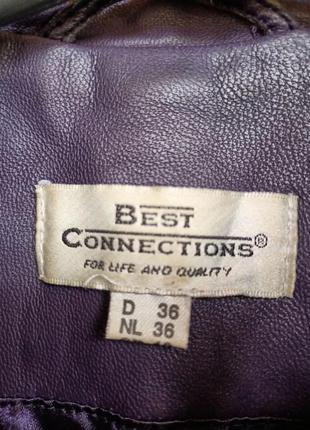 BEST
CONNECTIONS®
FOR LIFE AND QUALITY
D 36
NL 36